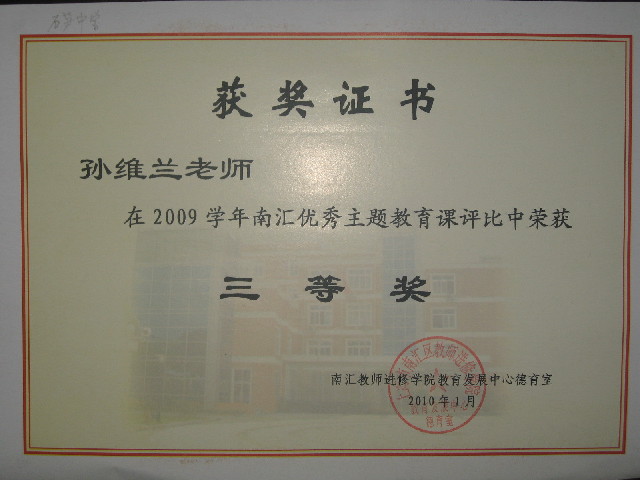 获奖证书
孙维兰老师
在2009学年南汇优秀主题教育课评比中荣获
三等奖
南汇教师进修学院教育发展中心德育室
2010年1月
德育室